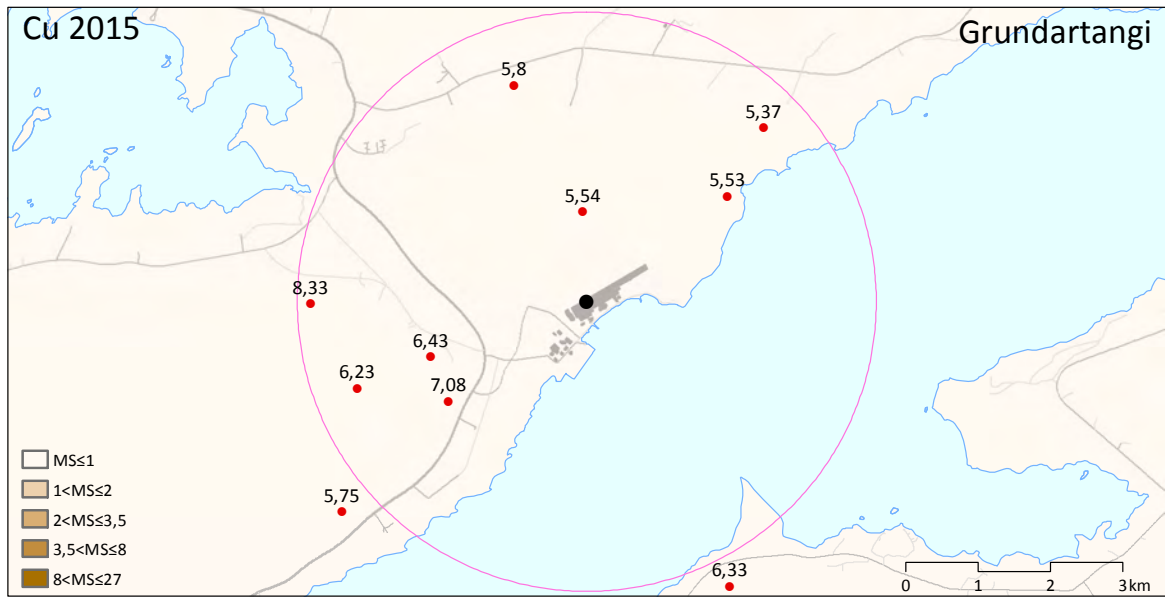 Cu 2015
Grundartangi
5,8
5,37
5,53
5,54
8,33
6,43
6,23
7,08
5,75
6,33
MS≤1
1<MS≤2
2<MS≤3,5
3,5<MS≤8
8<MS≤27
0 1 2 3 km